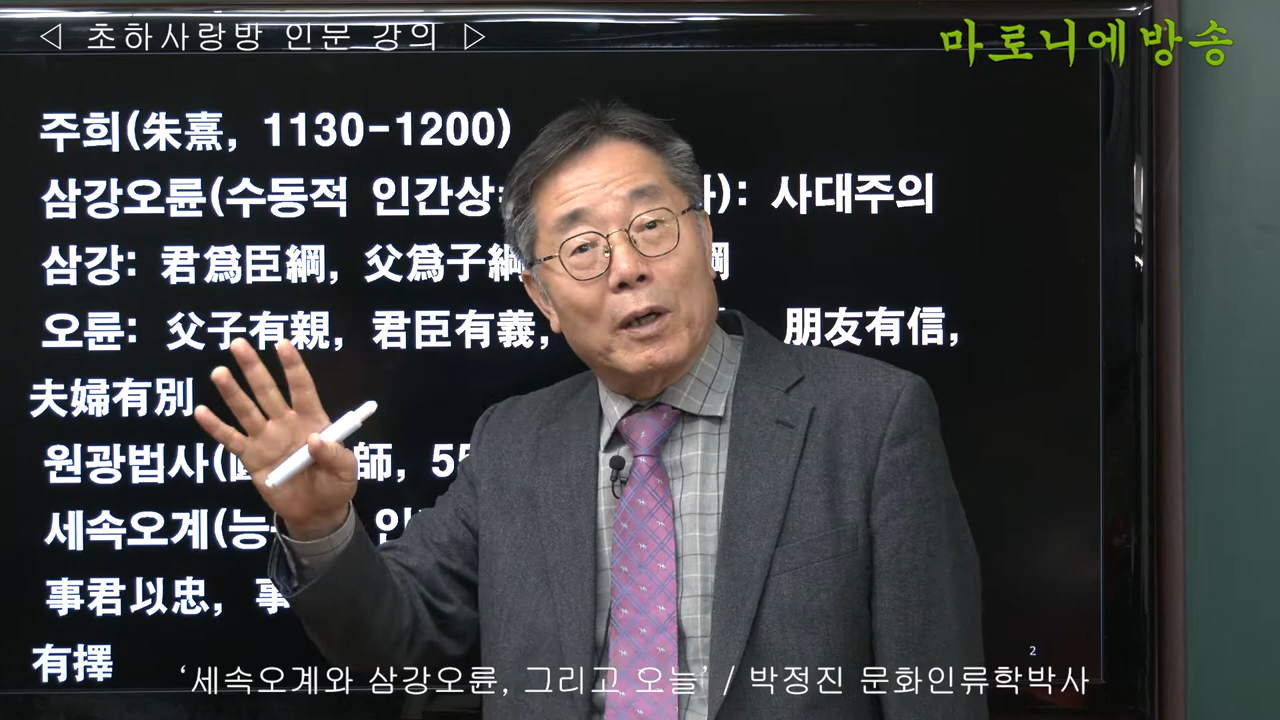 ◁ 초하사랑방 인문 강의 ▷
마로니에방송
주희(朱熹, 1130-1200)
삼강오륜(수동적 인간상: 사대주의
삼강: 君爲臣綱, 父爲子綱 綱
오륜: 父子有親, 君臣有義, 朋友有信,
夫婦有別
원광법사( 師, 55
세속오계(능
事君以忠, 事
有擇
2
‘세속오계와 삼강오륜, 그리고 오늘’ / 박정진 문화인류학박사